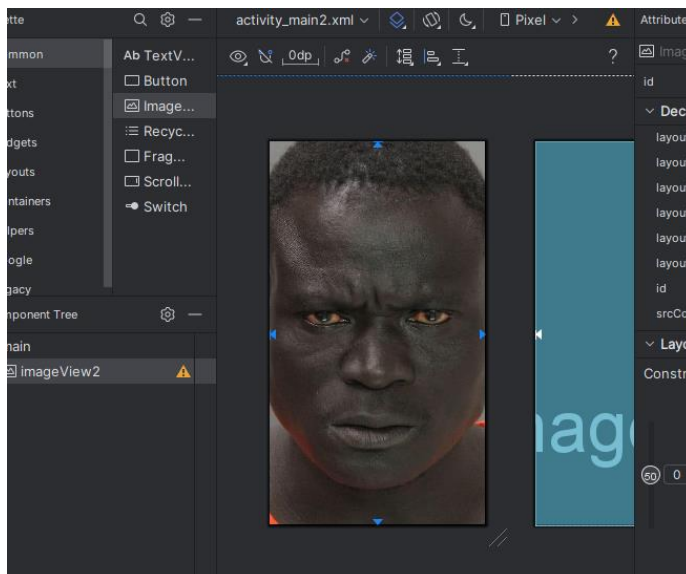 ette
activity_main2.xml
Pixel
Attribute
mmon
Ab TextV...
Button
Image...
Recyc...
Frag...
Scroll...
Switch
xt
ttons
dgets
youts
ntainers
lpers
ogle
gacy
0dp
?
Imag
id
Dec
layou
layou
layou
layou
layou
layou
id
srcCo
Layo
Constr
50
0
mponent Tree
main
imageView2
mage